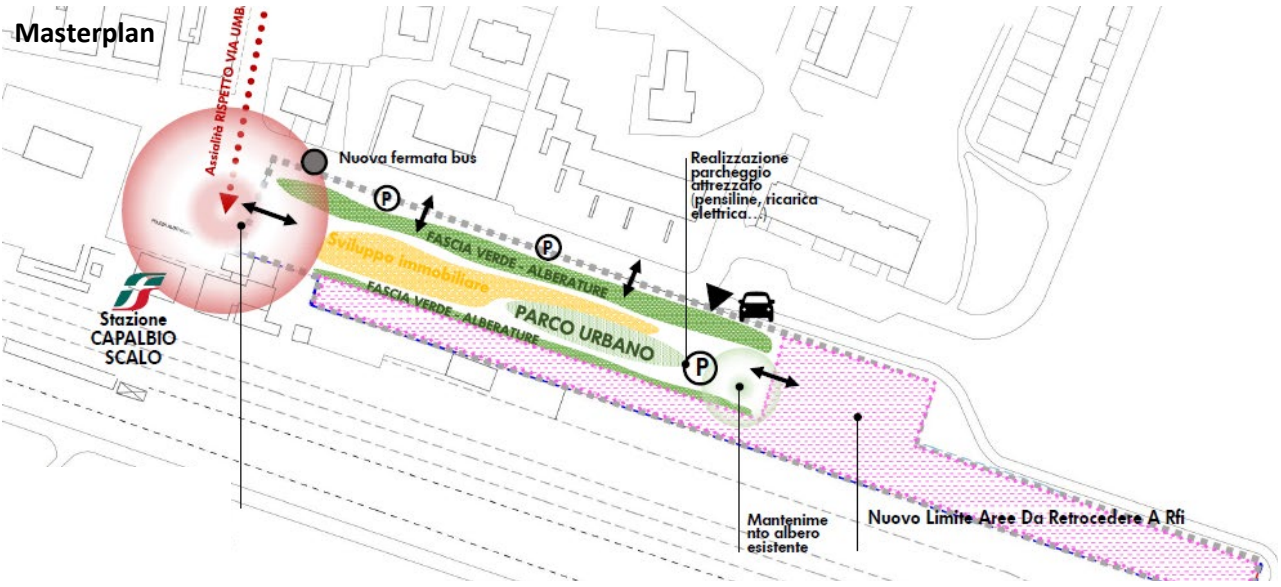 Masterplan
Assialità RISPETTO VIA UMB
Nuova fermata bus
Realizzazione
parcheggio
attrezzato
(pensiline, ricarica
elettrica...)
P
P
FASCIA VERDE - ALBERATURE
Sviluppo immobiliare
FASCIA VERDE - ALBERATURE
PARCO URBANO
P
Stazione
CAPALBIO
SCALO
Mantenime
nto albero
esistente
Nuovo Limite Aree Da Retrocedere A Rfi